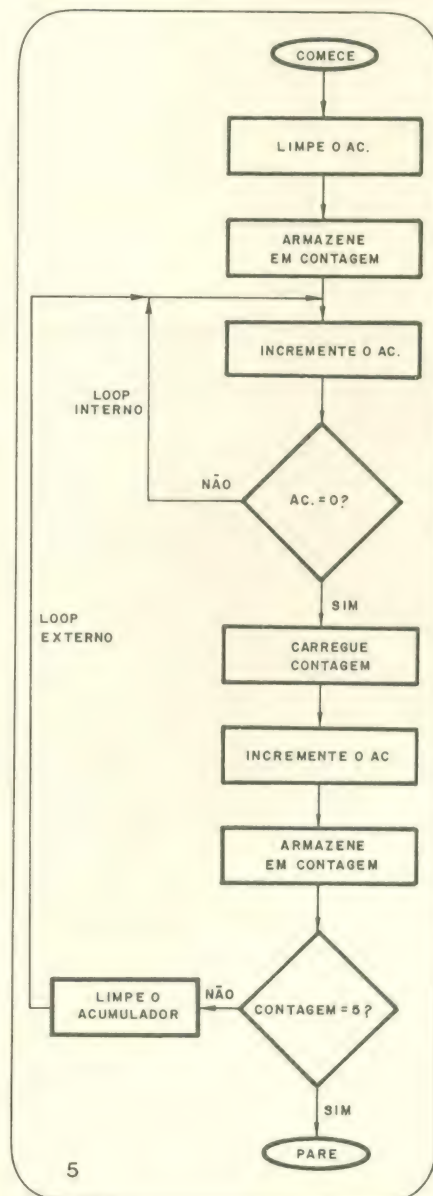 COMECE
LIMPE O AC.
ARMAZENE
EM CONTAGEM
INCREMENTE O AC.
LOOP
INTERNO
NÃO
AC. = 0?
SIM
LOOP
EXTERNO
CARREGUE
CONTAGEM
INCREMENTE O AC
ARMAZENE
EM CONTAGEM
LIMPE O
ACUMULADOR
NÃO
CONTAGEM = 5?
SIM
PARE
5